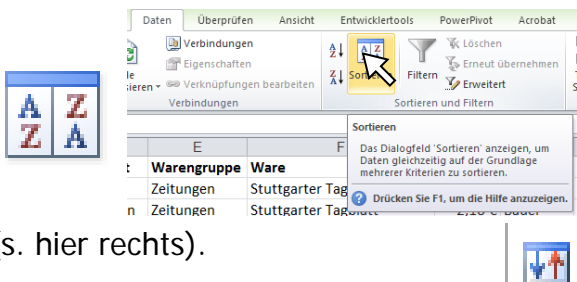 Daten Überprüfen Ansicht Entwicklertools PowerPivot Acrobat
Verbindungen
Eigenschaften
Verknüpfungen bearbeiten
Verbindungen
Filtern
Löschen
Erneut übernehmen
Erweitert
Sortieren und Filtern
Sortieren
Das Dialogfeld 'Sortieren' anzeigen, um
Daten gleichzeitig auf der Grundlage
mehrerer Kriterien zu sortieren.
Drücken Sie F1, um die Hilfe anzuzeigen.
E F
Warengruppe Ware
Zeitungen Stuttgarter
Zeitungen Stuttgarter Tagblatt
s. hier rechts).
A Z
Z A